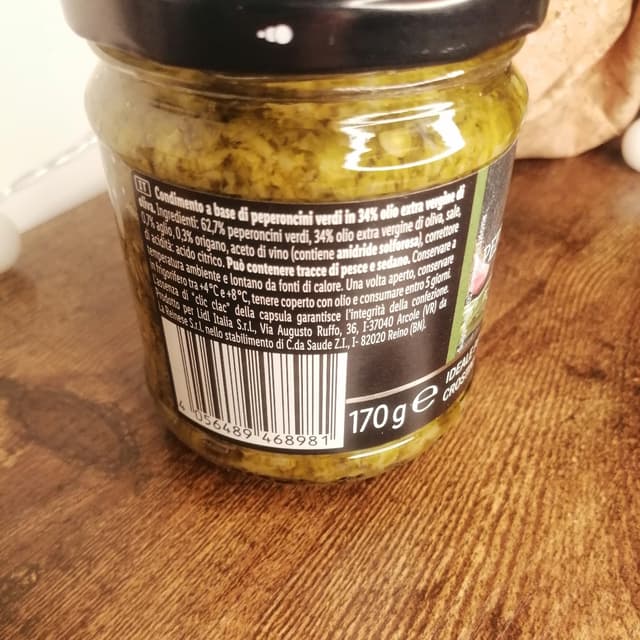 IT Condimento a base di peperoncini verdi in 34% olio extra vergine di
oliva. Ingredienti: 62,7% peperoncini verdi, 34% olio extra vergine di oliva, sale,
0,7% aglio, 0,3% origano, aceto di vino (contiene anidride solforosa), correttore
di acidità: acido citrico. Può contenere tracce di pesce e sedano. Conservare a
temperatura ambiente e lontano da fonti di calore. Una volta aperto, conservare
in frigorifero tra +4°C e +8°C, tenere coperto con olio e consumare entro 5 giorni.
L'assenza di "clic clac" della capsula garantisce l'integrità della confezione.
Prodotto per Lidl Italia S.r.l., Via Augusto Ruffo, 36, I-37040 Arcole (VR) da
S.r.l. nello stabilimento di C.da Saude Z.I., I- 82020 Reino (BN).
4 056489 468981
170 g e